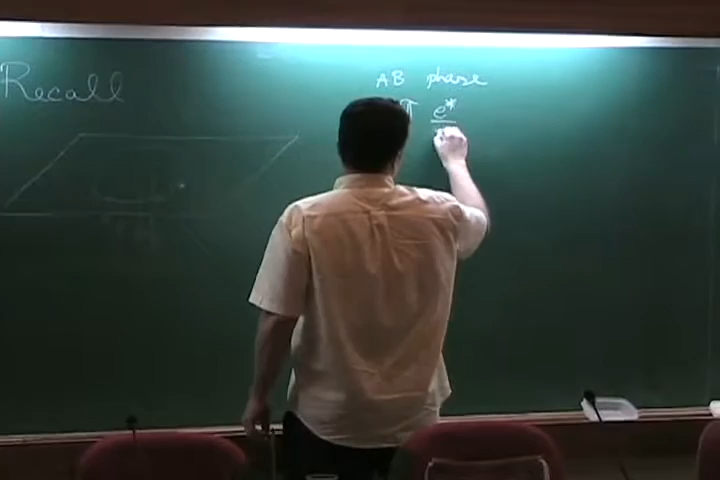 Recall
AB phase
π e*